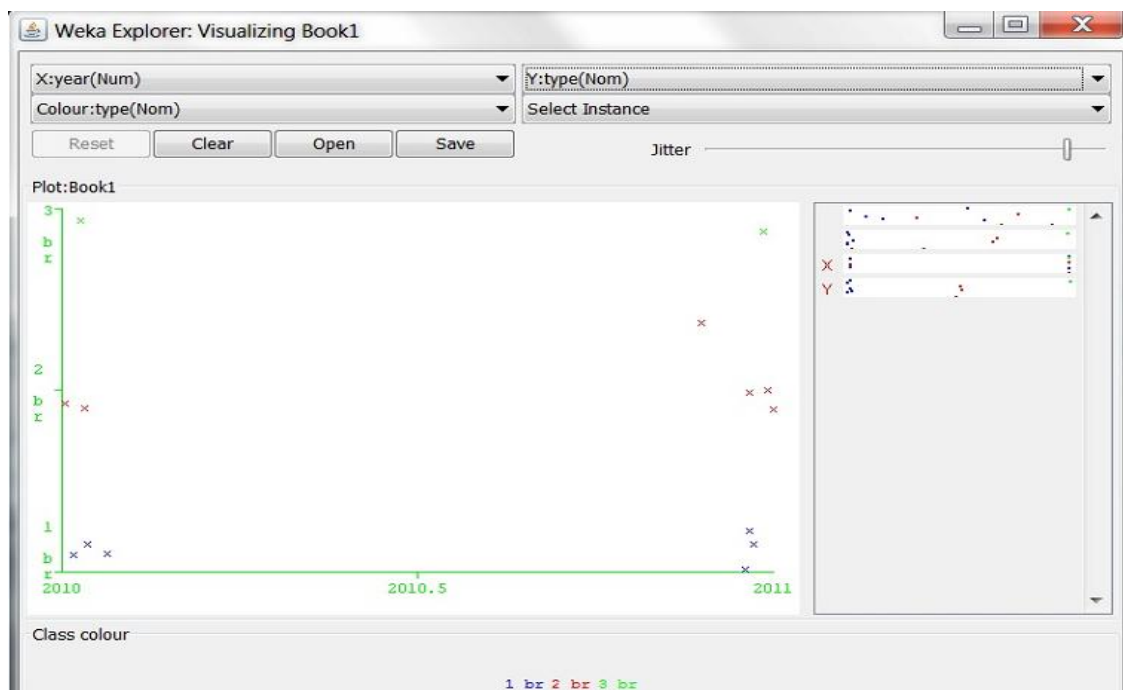 Weka Explorer: Visualizing Book1
X:year(Num) Y:type(Nom)
Colour:type(Nom) Select Instance
Reset Clear Open Save Jitter
Plot:Book1
3
b
r
X
Y
2
b
r
1
b
r
2010 2010.5 2011
Class colour
1 br 2 br 3 br